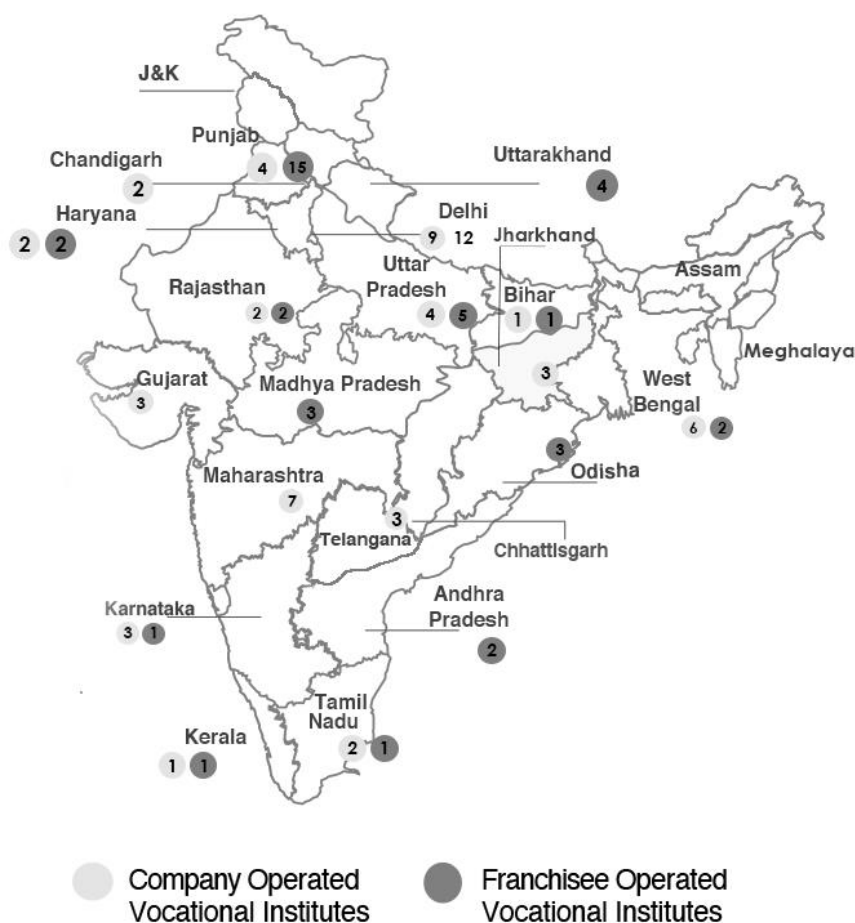 J&K
Punjab
4 15
Chandigarh
2
Uttarakhand
4
Haryana
2 2
Delhi
9 12
Jharkhand
Assam
Uttar
Pradesh
4 5
Rajasthan
2 2
Bihar
1 1
Meghalaya
Gujarat
3
Madhya Pradesh
3
3
West
Bengal
6 2
3
Odisha
Maharashtra
7
3
Telangana
Chhattisgarh
Karnataka
3 1
Andhra
Pradesh
2
Tamil
Nadu
2 1
Kerala
1 1
Company Operated
Vocational Institutes
Franchisee Operated
Vocational Institutes